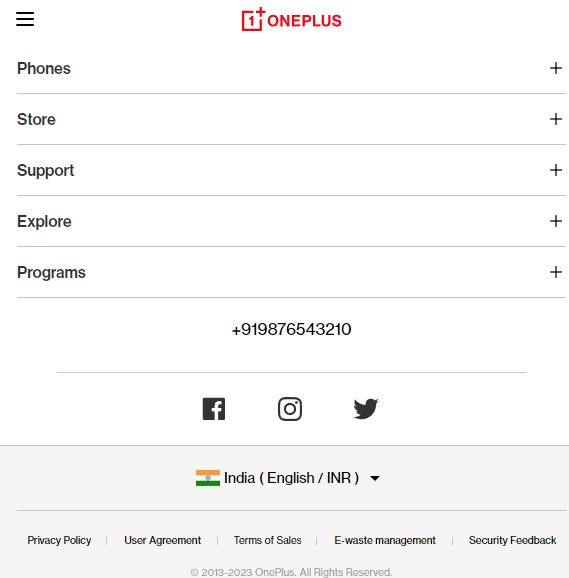 1+ ONEPLUS
Phones
Store
Support
Explore
Programs
+919876543210
India ( English / INR )
Privacy Policy | User Agreement | Terms of Sales | E-waste management | Security Feedback
© 2013-2023 OnePlus. All Rights Reserved.